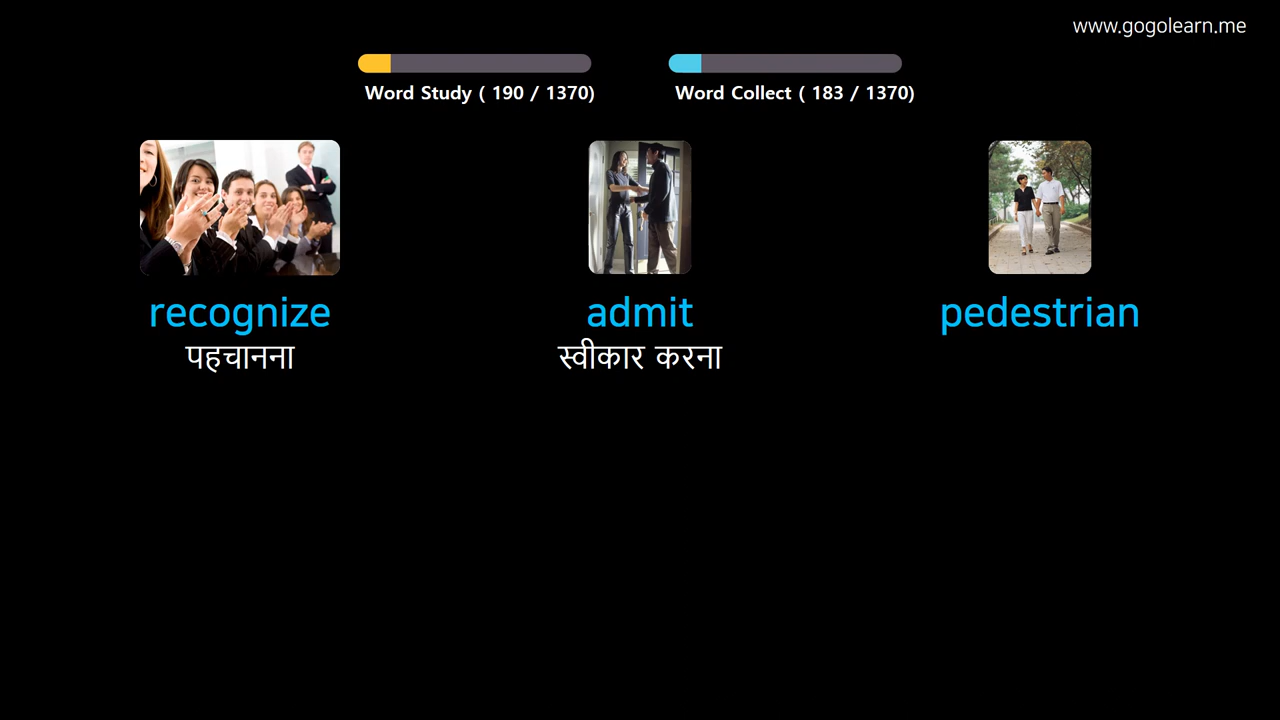 www.gogolearn.me
Word Study ( 190 / 1370)
Word Collect ( 183 / 1370)
recognize
पहचानना
admit
स्वीकार करना
pedestrian